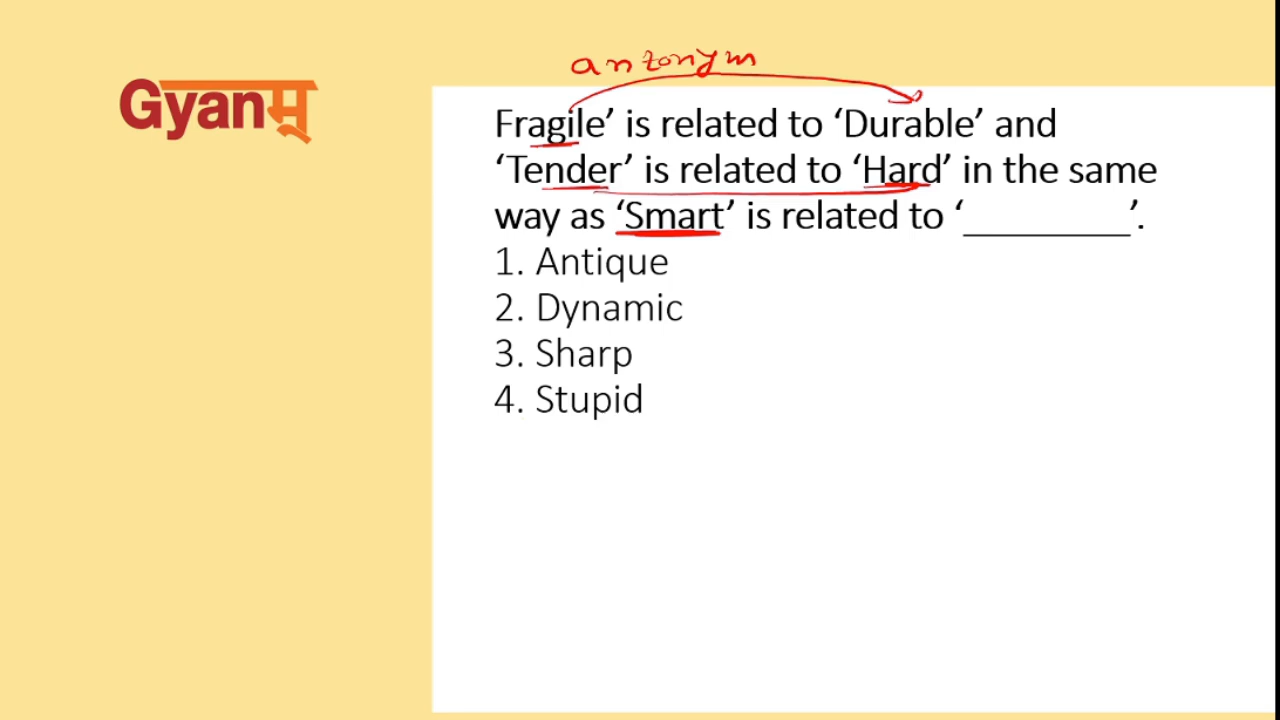 Gyanम्
antonym
Fragile’ is related to ‘Durable’ and
‘Tender’ is related to ‘Hard’ in the same
way as ‘Smart’ is related to ‘________’.
1. Antique
2. Dynamic
3. Sharp
4. Stupid